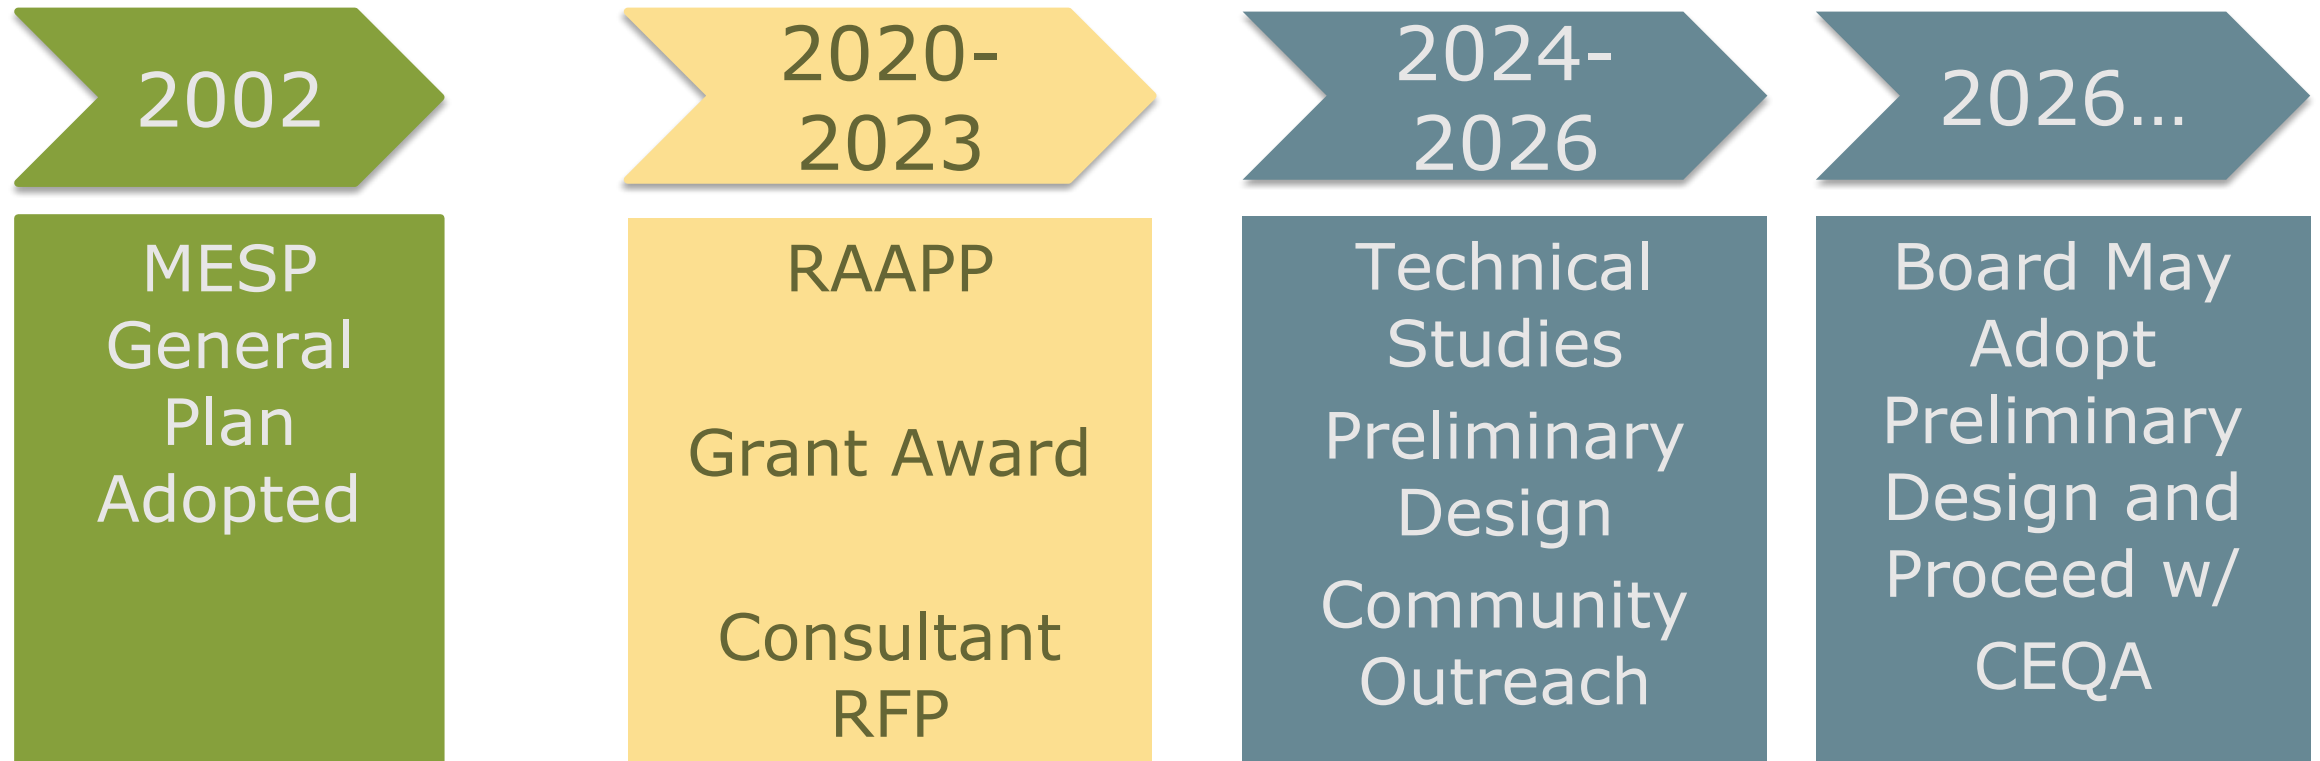 2002
MESP
General
Plan
Adopted
2020-
2023
RAAPP
Grant Award
Consultant
RFP
2024-
2026
Technical
Studies
Preliminary
Design
Community
Outreach
2026...
Board May
Adopt
Preliminary
Design and
Proceed w/
CEQA